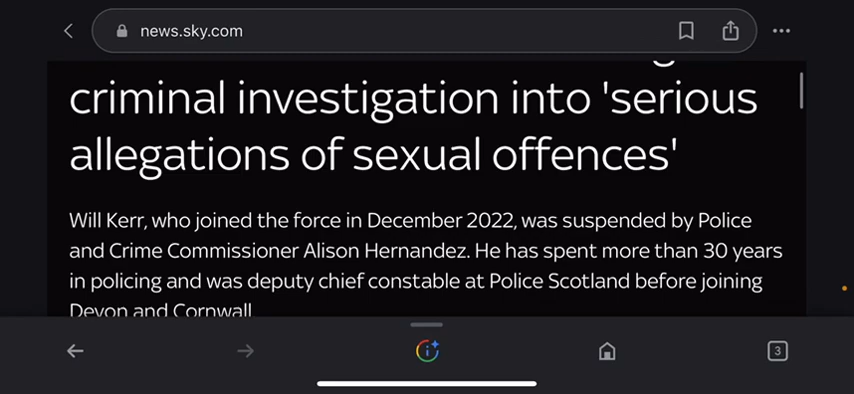 news.sky.com
criminal investigation into 'serious
allegations of sexual offences'
Will Kerr, who joined the force in December 2022, was suspended by Police
and Crime Commissioner Alison Hernandez. He has spent more than 30 years
in policing and was deputy chief constable at Police Scotland before joining
Devon and Cornwall
3